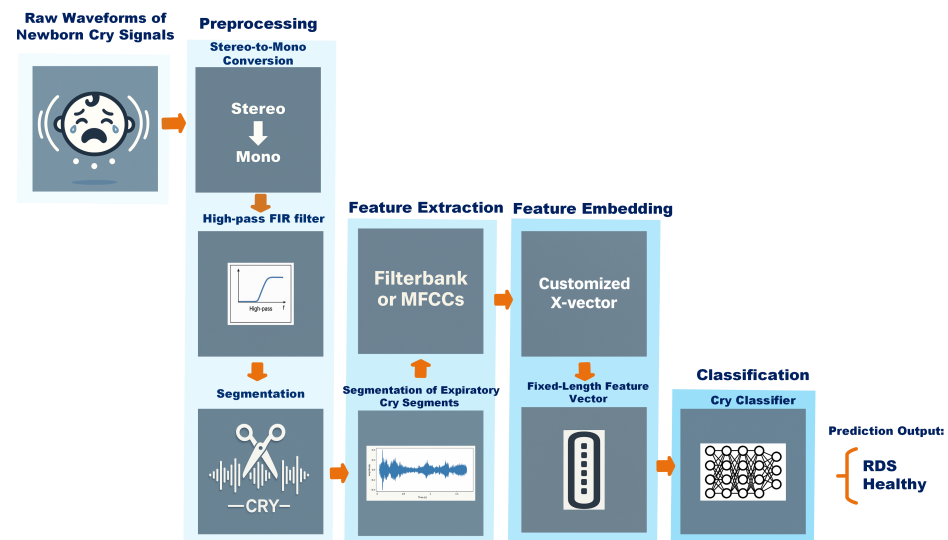 Raw Waveforms of
Newborn Cry Signals
Preprocessing
Stereo-to-Mono
Conversion
Stereo
Mono
High-pass FIR filter
High-pass f
Segmentation
CRY
Feature Extraction
Filterbank
or MFCCs
Segmentation of Expiratory
Cry Segments
Feature Embedding
Customized
X-vector
Fixed-Length Feature
Vector
Classification
Cry Classifier
Prediction Output:
RDS
Healthy